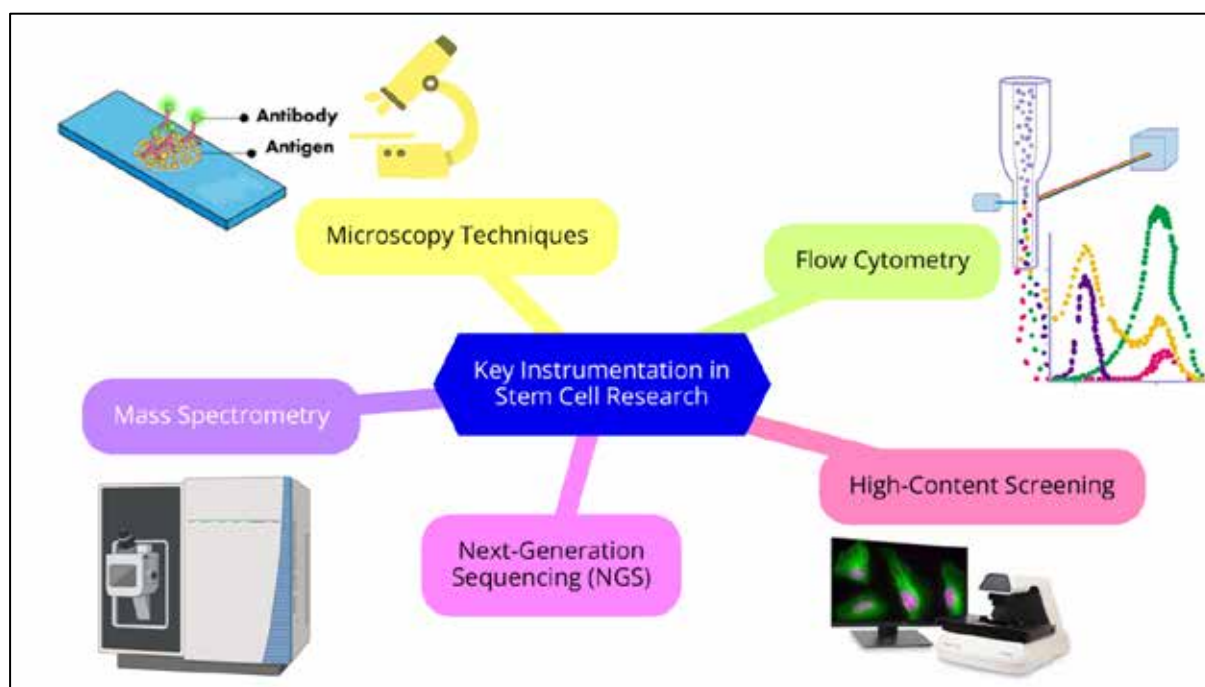 Antibody
Antigen
Microscopy Techniques
Flow Cytometry
Key Instrumentation in
Stem Cell Research
Mass Spectrometry
High-Content Screening
Next-Generation
Sequencing (NGS)